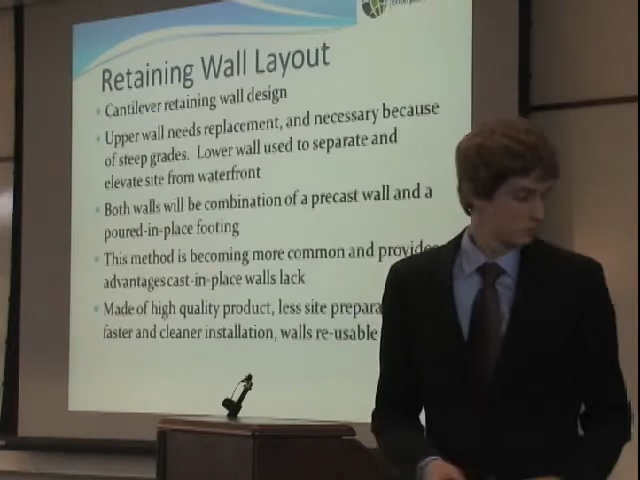 Retaining Wall Layout
Cantilever retaining wall design
Upper wall needs replacement, and necessary because
of steep grades. Lower wall used to separate and
elevate site from waterfront
Both walls will be combination of a precast wall and a
poured-in-place footing
This method is becoming more common and provides
advantagescast-in-place walls lack
Made of high quality product, less site prepara
faster and cleaner installation, walls re-usable